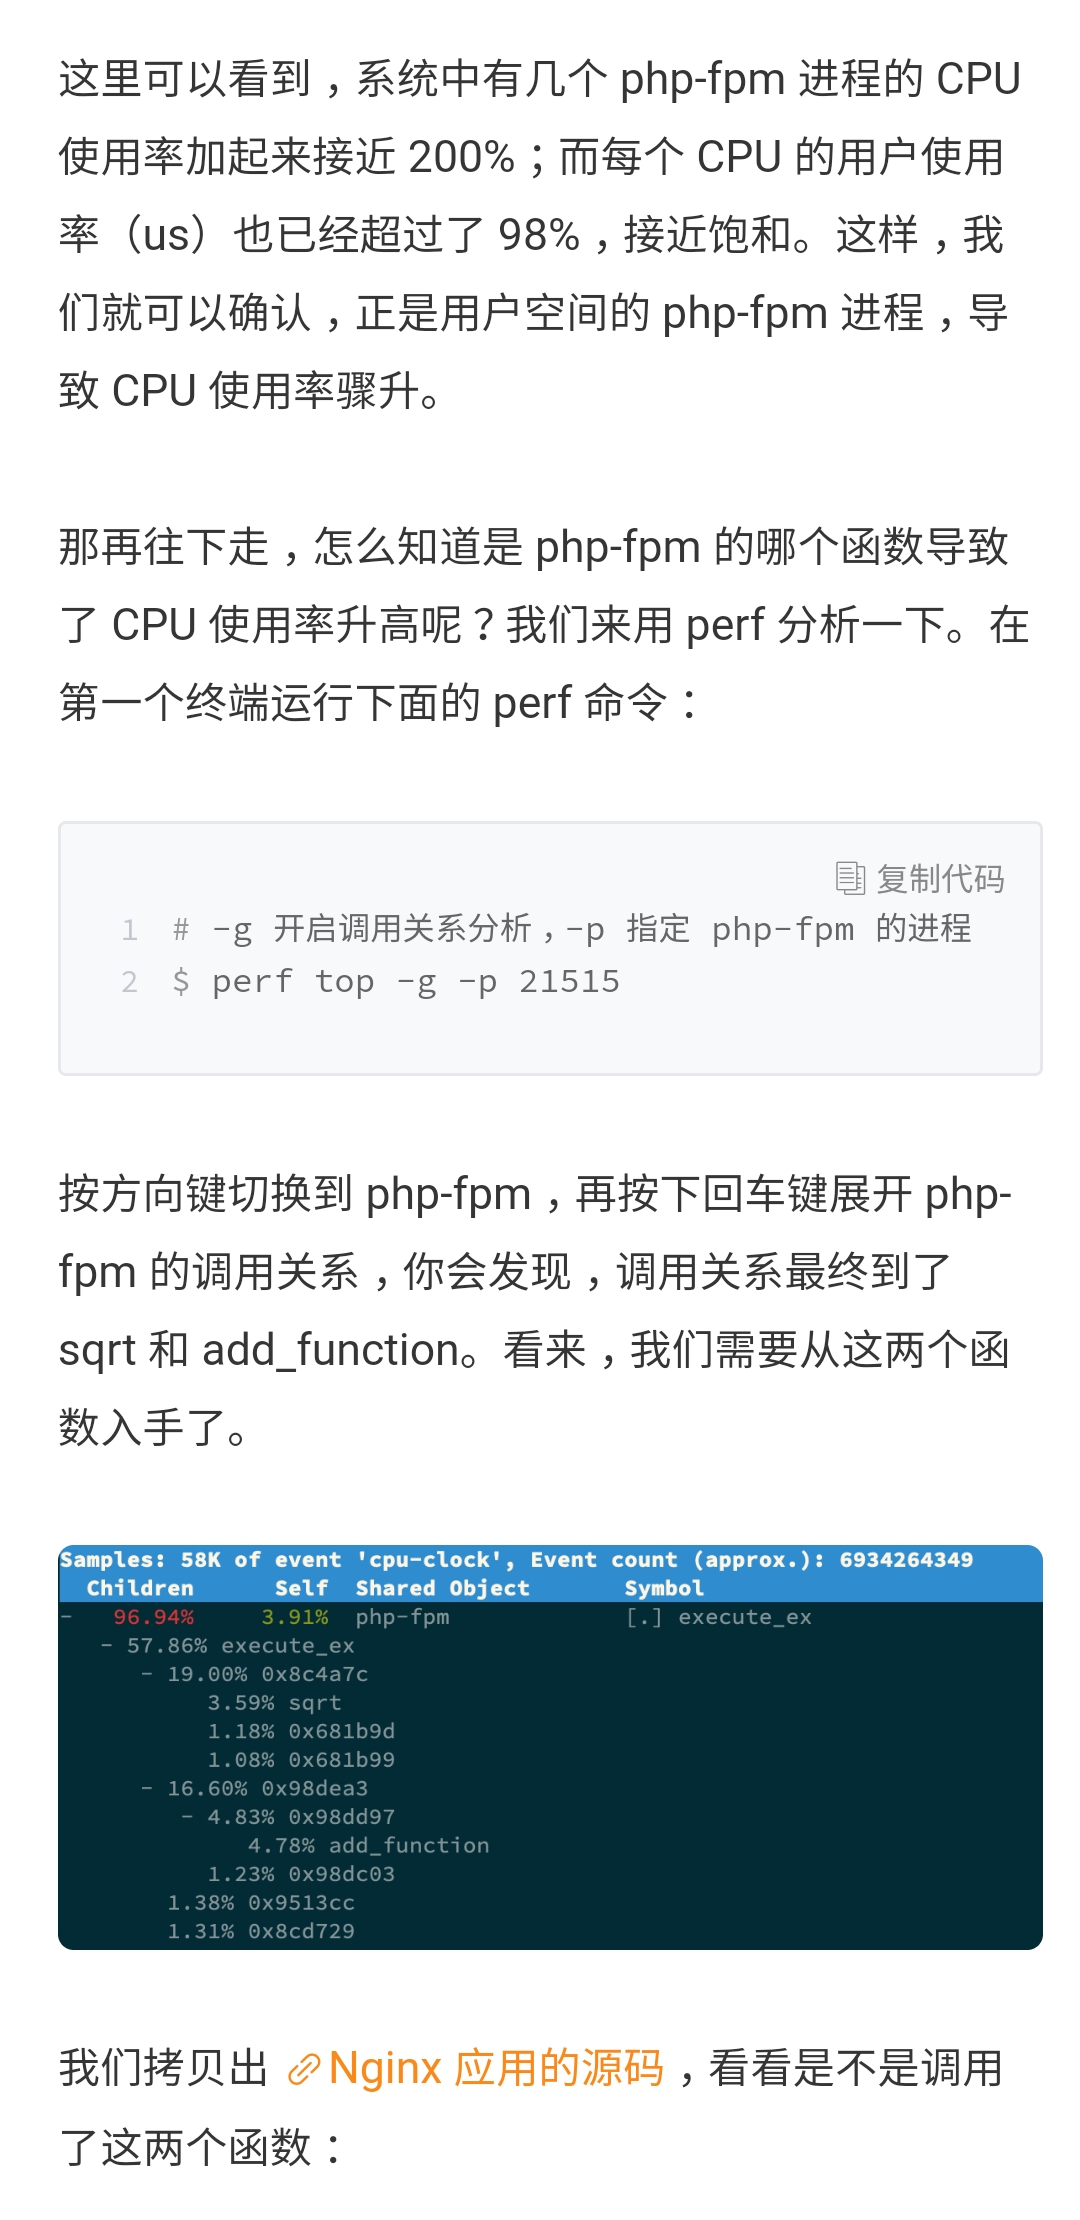 这里可以看到，系统中有几个 php-fpm 进程的 CPU
使用率加起来接近 200%；而每个 CPU 的用户使用
率（us）也已经超过了 98%，接近饱和。这样，我
们就可以确认，正是用户空间的 php-fpm 进程，导
致 CPU 使用率骤升。
那再往下走，怎么知道是 php-fpm 的哪个函数导致
了 CPU 使用率升高呢？我们来用 perf 分析一下。在
第一个终端运行下面的 perf 命令：
复制代码
1 # -g 开启调用关系分析，-p 指定 php-fpm 的进程
2 $ perf top -g -p 21515
按方向键切换到 php-fpm，再按下回车键展开 php-
fpm 的调用关系，你会发现，调用关系最终到了
sqrt 和 add_function。看来，我们需要从这两个函
数入手了。
Samples: 58K of event 'cpu-clock', Event count (approx.): 6934264349
Children Self Shared Object Symbol
- 96.94% 3.91% php-fpm [.] execute_ex
- 57.86% execute_ex
- 19.00% 0x8c4a7c
3.59% sqrt
1.18% 0x681b9d
1.08% 0x681b99
- 16.60% 0x98dea3
- 4.83% 0x98dd97
4.78% add_function
1.23% 0x98dc03
1.38% 0x9513cc
1.31% 0x8cd729
我们拷贝出 Nginx 应用的源码，看看是不是调用
了这两个函数：